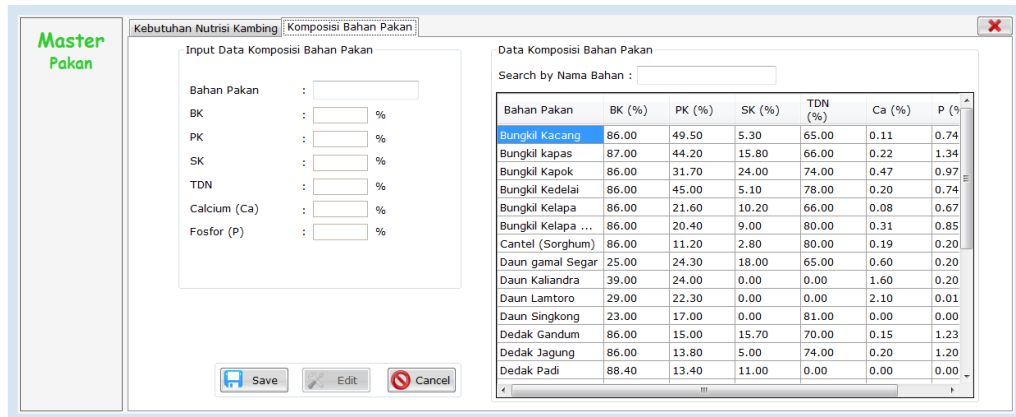 Master
Pakan
Kebutuhan Nutrisi Kambing Komposisi Bahan Pakan
Input Data Komposisi Bahan Pakan
Bahan Pakan :
BK : %
PK : %
SK : %
TDN : %
Calcium (Ca) : %
Fosfor (P) : %
Save Edit Cancel
Data Komposisi Bahan Pakan
Search by Nama Bahan :
Bahan Pakan BK (%) PK (%) SK (%) TDN (%) Ca (%) P (%
Bungkil Kacang 86.00 49.50 5.30 65.00 0.11 0.74
Bungkil kapas 87.00 44.20 15.80 66.00 0.22 1.34
Bungkil Kapok 86.00 31.70 24.00 74.00 0.47 0.97
Bungkil Kedelai 86.00 45.00 5.10 78.00 0.20 0.74
Bungkil Kelapa 86.00 21.60 10.20 66.00 0.08 0.67
Bungkil Kelapa ... 86.00 20.40 9.00 80.00 0.31 0.85
Cantel (Sorghum) 86.00 11.20 2.80 80.00 0.19 0.20
Daun gamal Segar 25.00 24.30 18.00 65.00 0.60 0.20
Daun Kaliandra 39.00 24.00 0.00 0.00 1.60 0.20
Daun Lamtoro 29.00 22.30 0.00 0.00 2.10 0.01
Daun Singkong 23.00 17.00 0.00 81.00 0.00 0.00
Dedak Gandum 86.00 15.00 15.70 70.00 0.15 1.23
Dedak Jagung 86.00 13.80 5.00 74.00 0.20 1.20
Dedak Padi 88.40 13.40 11.00 0.00 0.00 0.00